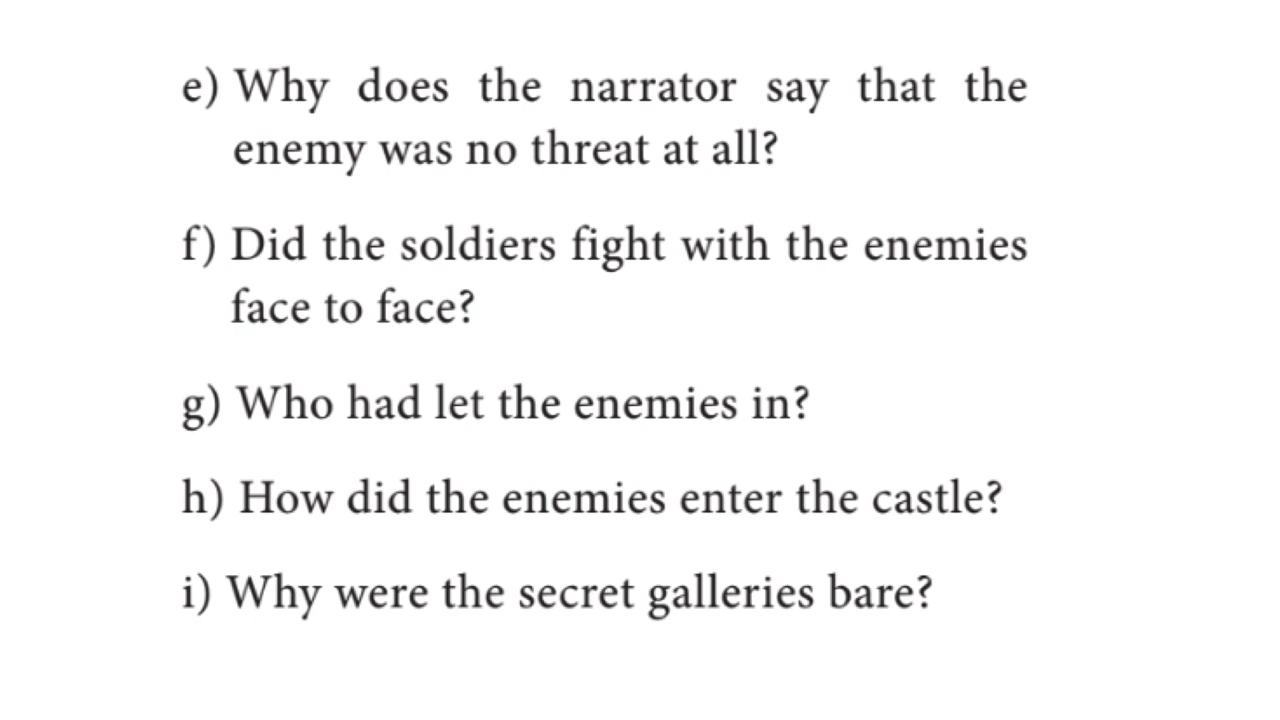 e) Why does the narrator say that the
enemy was no threat at all?
f) Did the soldiers fight with the enemies
face to face?
g) Who had let the enemies in?
h) How did the enemies enter the castle?
i) Why were the secret galleries bare?